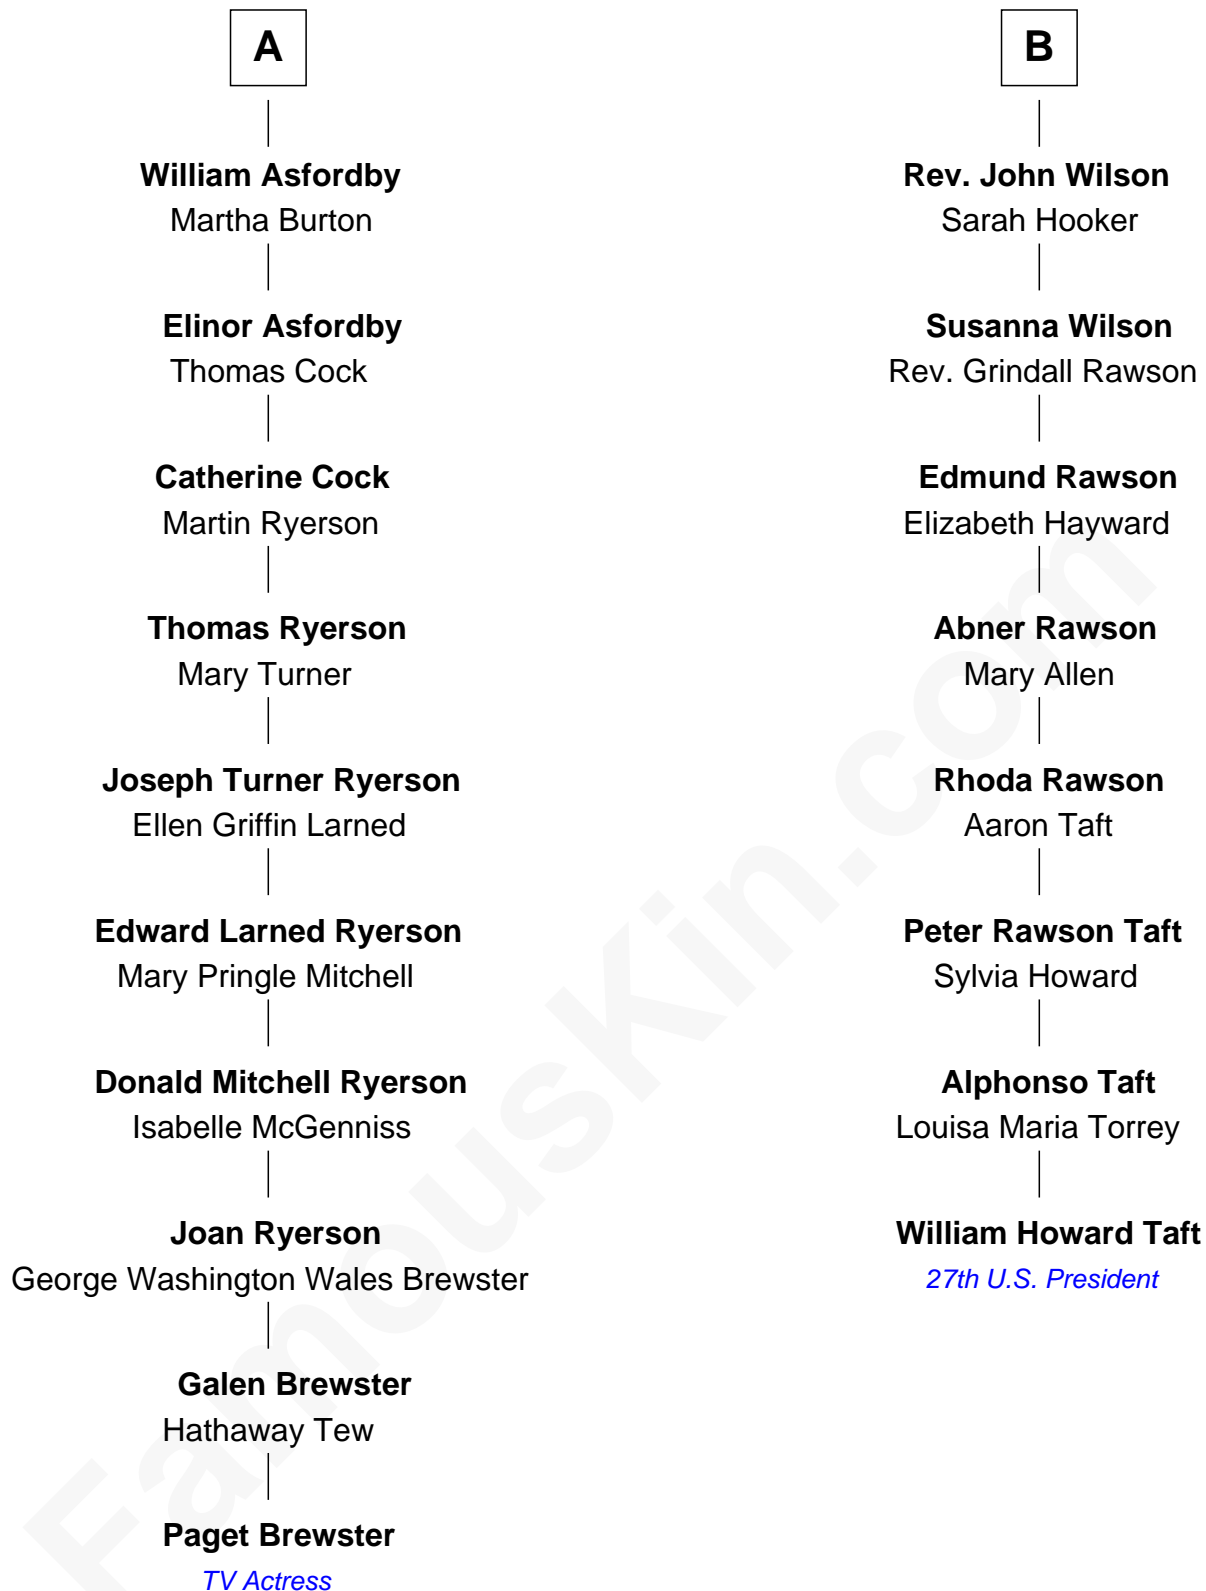 A
William Asfordby
Martha Burton
Elinor Asfordby
Thomas Cock
Catherine Cock
Martin Ryerson
Thomas Ryerson
Mary Turner
Joseph Turner Ryerson
Ellen Griffin Larned
Edward Larned Ryerson
Mary Pringle Mitchell
Donald Mitchell Ryerson
Isabelle McGenniss
Joan Ryerson
George Washington Wales Brewster
Galen Brewster
Hathaway Tew
Paget Brewster
TV Actress
B
Rev. John Wilson
Sarah Hooker
Susanna Wilson
Rev. Grindall Rawson
Edmund Rawson
Elizabeth Hayward
Abner Rawson
Mary Allen
Rhoda Rawson
Aaron Taft
Peter Rawson Taft
Sylvia Howard
Alphonso Taft
Louisa Maria Torrey
William Howard Taft
27th U.S. President
FamousKin.com